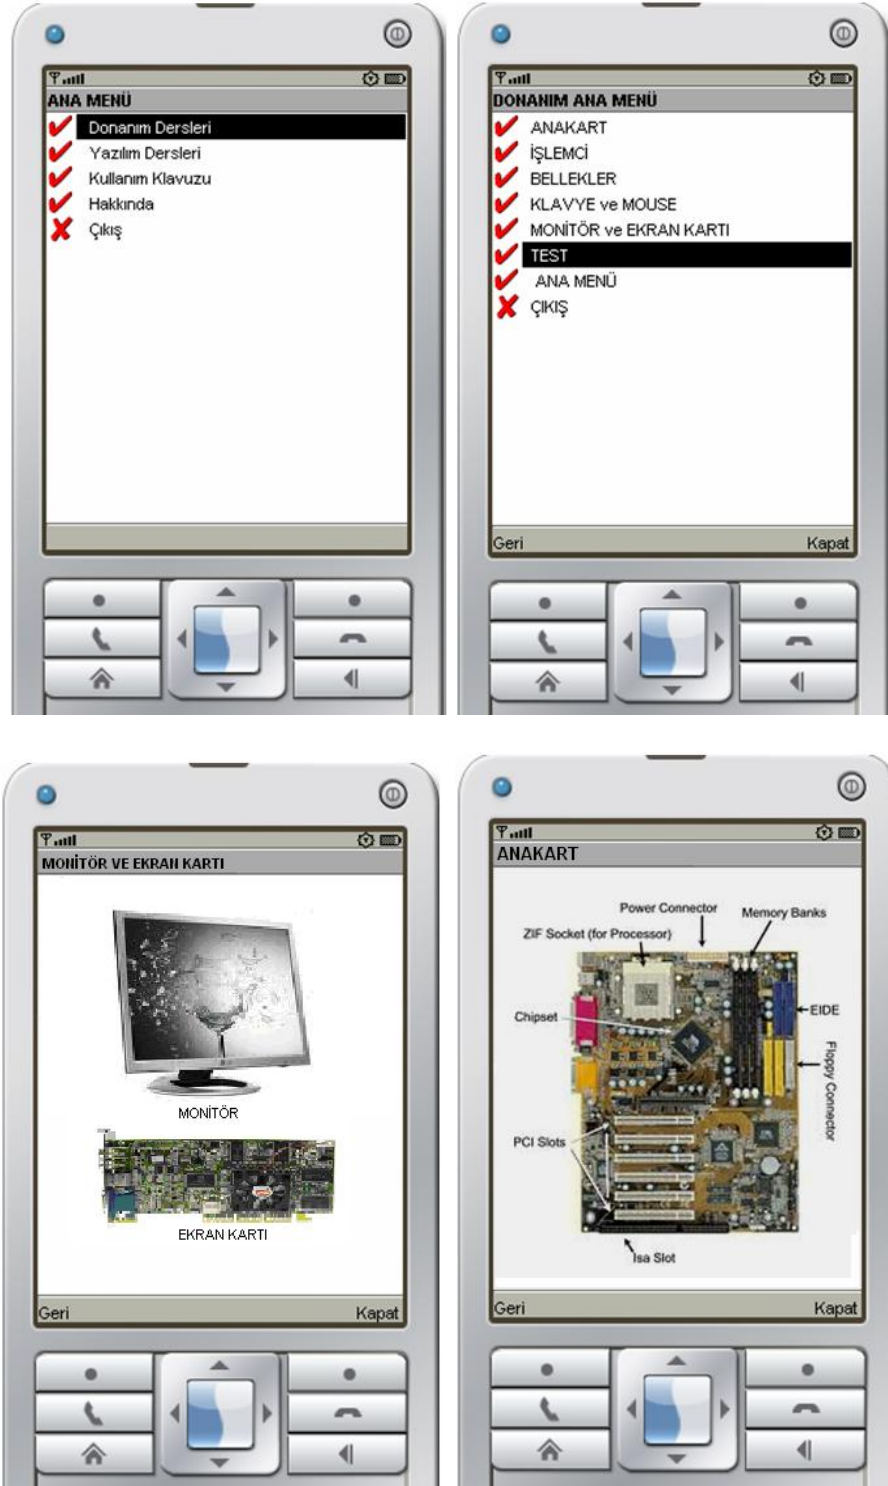 ANA MENÜ
Donanım Dersleri
Yazılım Dersleri
Kullanım Klavuzu
Hakkında
Çıkış
DONANIM ANA MENÜ
ANAKART
İŞLEMCİ
BELLEKLER
KLAVYE ve MOUSE
MONİTÖR ve EKRAN KARTI
TEST
ANA MENÜ
ÇIKIŞ
Geri
Kapat
MONİTÖR VE EKRAN KARTI
MONİTÖR
EKRAN KARTI
Geri
Kapat
ANAKART
Power Connector
Memory Banks
ZIF Socket (for Processor)
Chipset
EIDE
Floppy Connector
PCI Slots
Isa Slot
Geri
Kapat